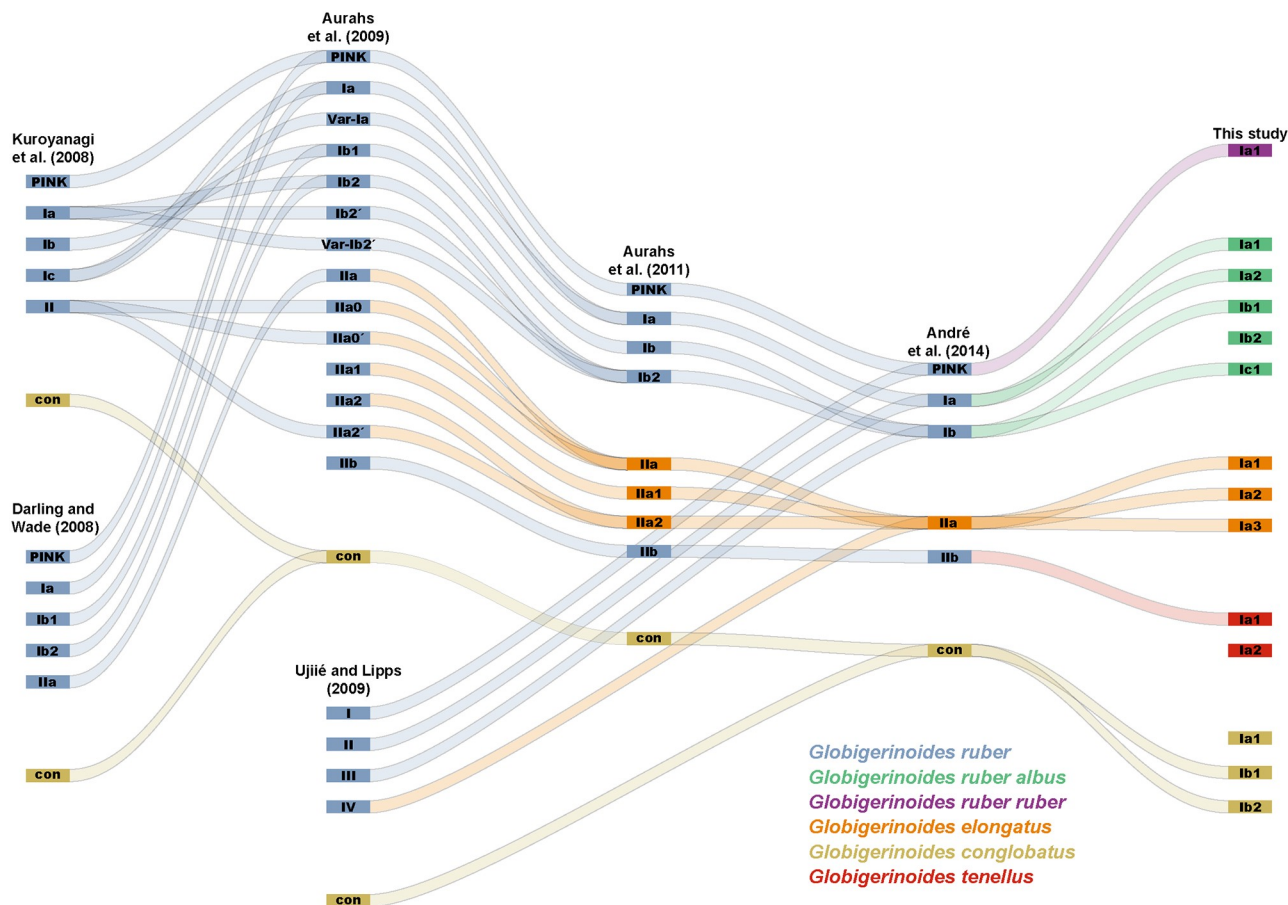 Kuroyanagi
et al. (2008)
PINK
Ia
Ib
Ic
II
con
Darling and
Wade (2008)
PINK
Ia
Ib1
Ib2
IIa
con
Aurahs
et al. (2009)
PINK
Ia
Var-Ia
Ib1
Ib2
Ib2´
Var-Ib2´
IIa
IIa0
IIa0´
IIa1
IIa2
IIa2´
IIb
con
Ujiié and Lipps
(2009)
I
II
III
IV
con
Aurahs
et al. (2011)
PINK
Ia
Ib
Ib2
IIa
IIa1
IIa2
IIb
con
André
et al. (2014)
PINK
Ia
Ib
IIa
IIb
con
This study
Ia1
Ia1
Ia2
Ib1
Ib2
Ic1
Ia1
Ia2
Ia3
Ia1
Ia2
Ia1
Ib1
Ib2
Globigerinoides ruber
Globigerinoides ruber albus
Globigerinoides ruber ruber
Globigerinoides elongatus
Globigerinoides conglobatus
Globigerinoides tenellus